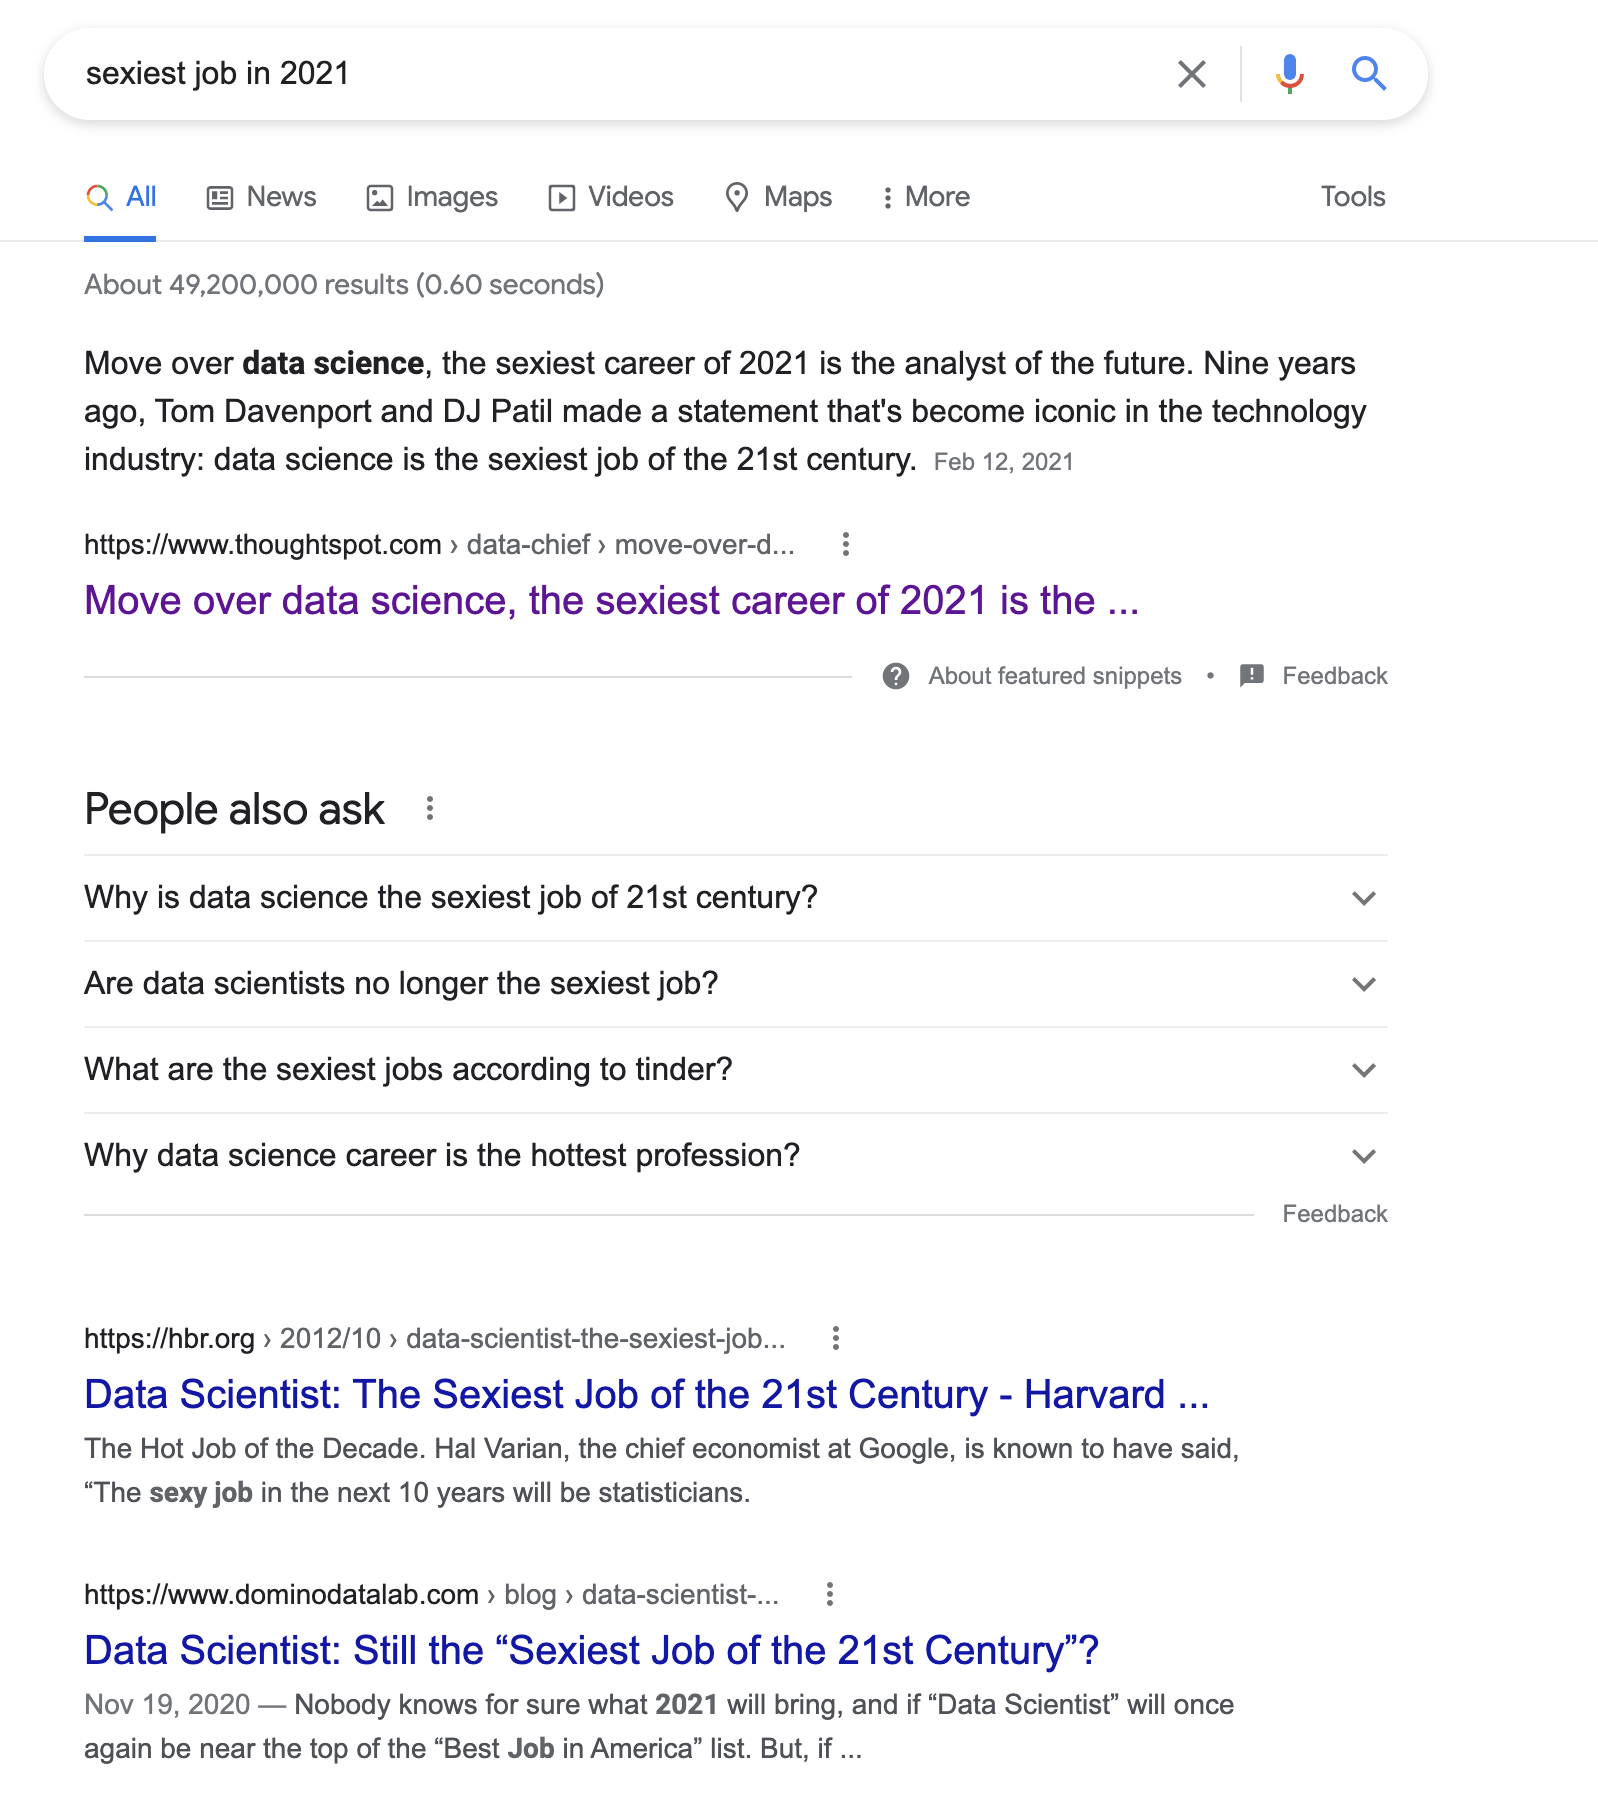 sexiest job in 2021
All News Images Videos Maps More Tools
About 49,200,000 results (0.60 seconds)
Move over data science, the sexiest career of 2021 is the analyst of the future. Nine years
ago, Tom Davenport and DJ Patil made a statement that's become iconic in the technology
industry: data science is the sexiest job of the 21st century. Feb 12, 2021
https://www.thoughtspot.com › data-chief › move-over-d...
Move over data science, the sexiest career of 2021 is the ...
About featured snippets • Feedback
People also ask
Why is data science the sexiest job of 21st century?
Are data scientists no longer the sexiest job?
What are the sexiest jobs according to tinder?
Why data science career is the hottest profession?
Feedback
https://hbr.org › 2012/10 › data-scientist-the-sexiest-job...
Data Scientist: The Sexiest Job of the 21st Century - Harvard ...
The Hot Job of the Decade. Hal Varian, the chief economist at Google, is known to have said,
“The sexy job in the next 10 years will be statisticians.
https://www.dominodatalab.com › blog › data-scientist-...
Data Scientist: Still the “Sexiest Job of the 21st Century”?
Nov 19, 2020 — Nobody knows for sure what 2021 will bring, and if “Data Scientist” will once
again be near the top of the “Best Job in America” list. But, if ...